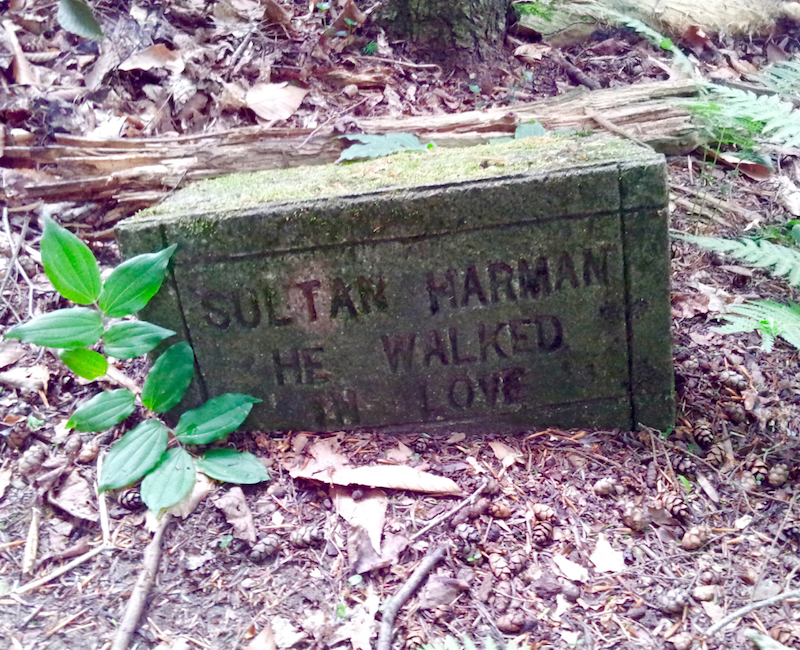 SULTAN HARMAN
HE WALKED
IN LOVE